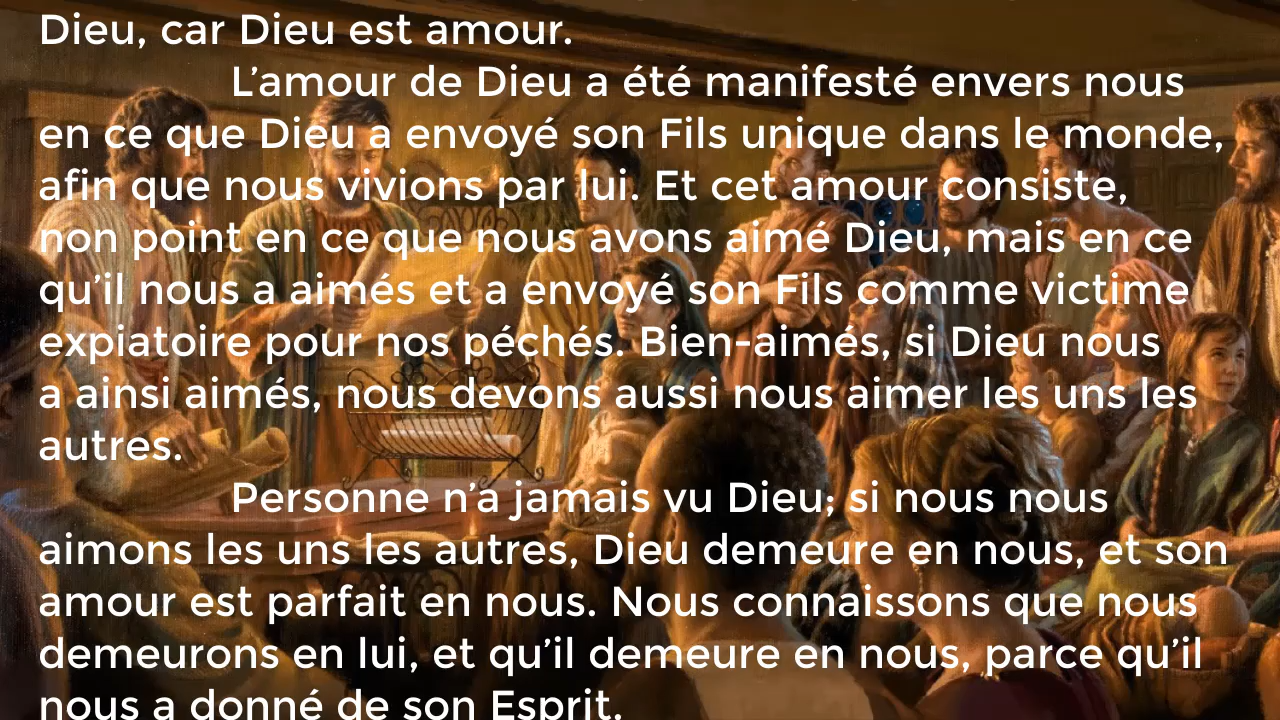 Dieu, car Dieu est amour.
L’amour de Dieu a été manifesté envers nous
en ce que Dieu a envoyé son Fils unique dans le monde,
afin que nous vivions par lui. Et cet amour consiste,
non point en ce que nous avons aimé Dieu, mais en ce
qu’il nous a aimés et a envoyé son Fils comme victime
expiatoire pour nos péchés. Bien-aimés, si Dieu nous
a ainsi aimés, nous devons aussi nous aimer les uns les
autres.
Personne n’a jamais vu Dieu; si nous nous
aimons les uns les autres, Dieu demeure en nous, et son
amour est parfait en nous. Nous connaissons que nous
demeurons en lui, et qu’il demeure en nous, parce qu’il
nous a donné de son Esprit.